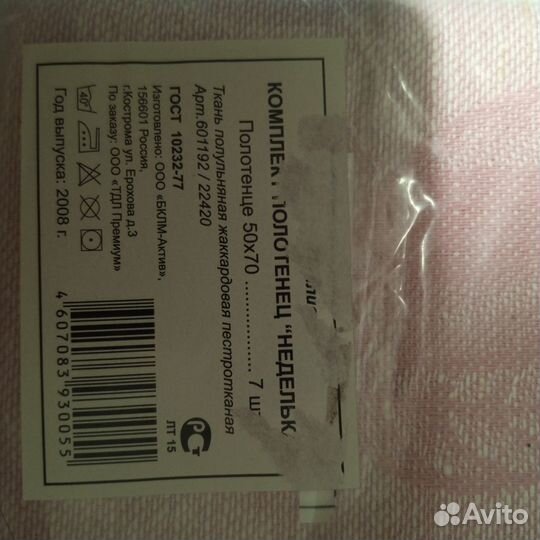 КОМПЛЕКТ ПОЛОТЕНЕЦ "НЕДЕЛЬКА
Полотенце 50х70 ................ 7 ш
Ткань полульняная жаккардовая пестротканая
Арт.601192 / 22420
ГОСТ 10232-77
Изготовлено: ООО «БКЛМ-Актив»,
156601 Россия,
г.Кострома ул. Ерохова д.3
По заказу: ООО «ТДЛ Премиум»
40°
Год выпуска: 2008 г.
4 607083 930055
РСТ
ЛТ 15
Avito